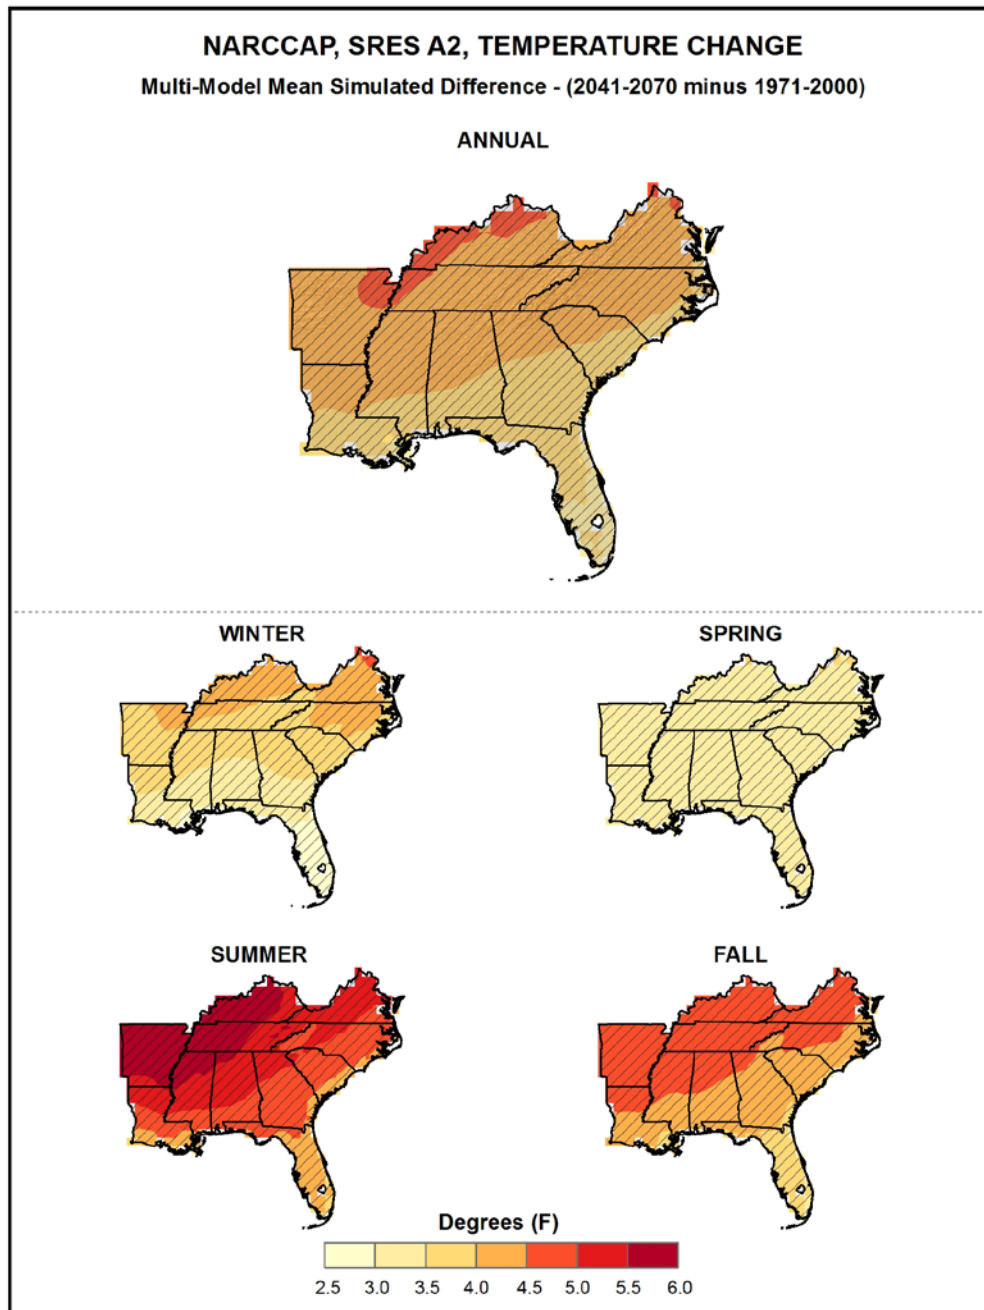 NARCCAP, SRES A2, TEMPERATURE CHANGE
Multi-Model Mean Simulated Difference - (2041-2070 minus 1971-2000)
ANNUAL
WINTER
SPRING
SUMMER
FALL
Degrees (F)
2.5 3.0 3.5 4.0 4.5 5.0 5.5 6.0